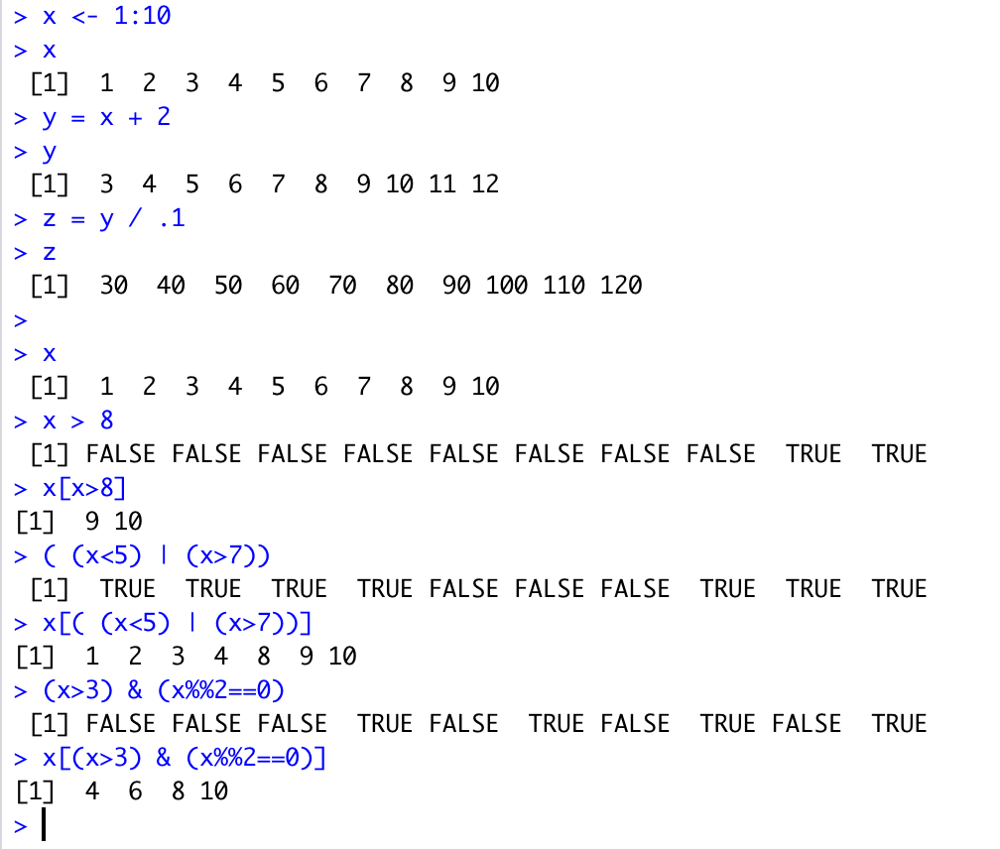 > x <- 1:10
> x
 [1]  1  2  3  4  5  6  7  8  9 10
> y = x + 2
> y
 [1]  3  4  5  6  7  8  9 10 11 12
> z = y / .1
> z
 [1]  30  40  50  60  70  80  90 100 110 120
>
> x
 [1]  1  2  3  4  5  6  7  8  9 10
> x > 8
 [1] FALSE FALSE FALSE FALSE FALSE FALSE FALSE FALSE  TRUE  TRUE
> x[x>8]
[1]  9 10
> ( (x<5) | (x>7))
 [1]  TRUE  TRUE  TRUE  TRUE FALSE FALSE FALSE  TRUE  TRUE  TRUE
> x[( (x<5) | (x>7))]
[1]  1  2  3  4  8  9 10
> (x>3) & (x%%2==0)
 [1] FALSE FALSE FALSE  TRUE FALSE  TRUE FALSE  TRUE FALSE  TRUE
> x[(x>3) & (x%%2==0)]
[1]  4  6  8 10
>